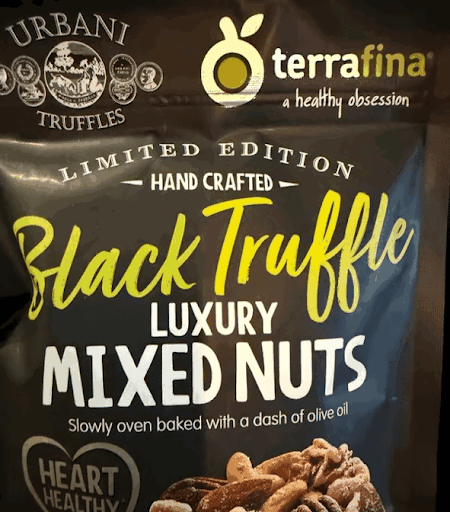 URBANI
TRUFFLES
terrafina
a healthy obsession
LIMITED EDITION
HAND CRAFTED
Black Truffle
LUXURY
MIXED NUTS
Slowly oven baked with a dash of olive oil
HEART
HEALTHY